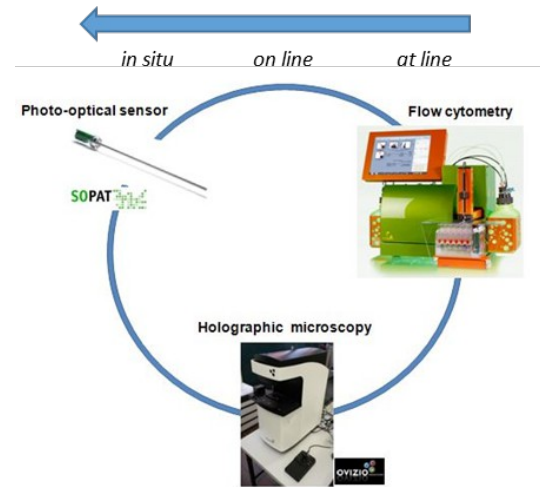 in situ on line at line
Photo-optical sensor
Flow cytometry
SOPAT
Holographic microscopy
OVIZIO